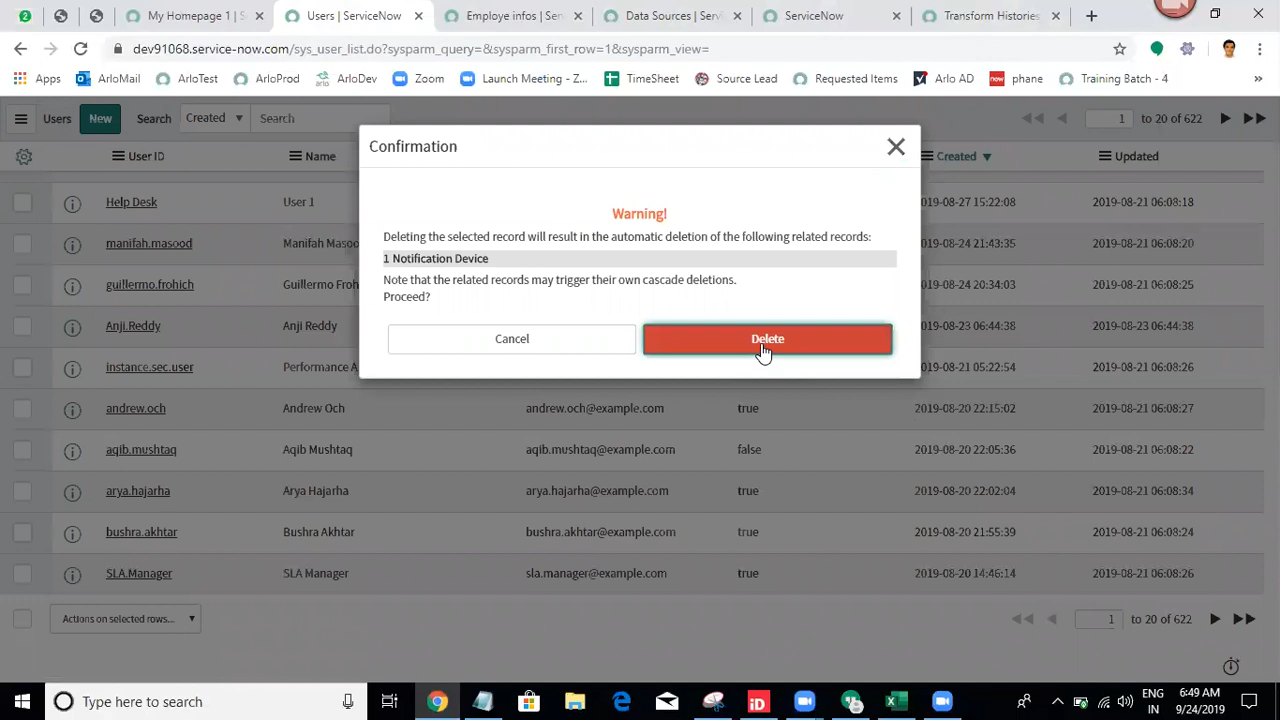 2
My Homepage 1 | S
Users | ServiceNow
Employe infos | Serv
Data Sources | Servic
ServiceNow
Transform Histories
dev91068.service-now.com/sys_user_list.do?sysparm_query=&sysparm_first_row=1&sysparm_view=
Apps
ArloMail
ArloTest
ArloProd
ArloDev
Zoom
Launch Meeting - Z...
TimeSheet
Source Lead
Requested Items
Arlo AD
now phane
Training Batch - 4
»
Users New Search Created Search 1 to 20 of 622
User ID Name Created Updated
Confirmation
Warning!
Deleting the selected record will result in the automatic deletion of the following related records:
1 Notification Device
Note that the related records may trigger their own cascade deletions.
Proceed?
Cancel Delete
Help Desk User 1 2019-08-27 15:22:08 2019-08-21 06:08:18
manifah.masood Manifah Masoo 2019-08-24 21:43:35 2019-08-21 06:08:20
guillermo.frohich Guillermo Froh 2019-08-24 20:34:03 2019-08-21 06:08:25
Anji.Reddy Anji Reddy 2019-08-23 06:44:38 2019-08-23 06:44:38
instance.sec.user Performance A 2019-08-21 05:22:54 2019-08-21 06:08:26
andrew.och Andrew Och andrew.och@example.com true 2019-08-20 22:15:02 2019-08-21 06:08:27
aqib.mushtaq Aqib Mushtaq aqib.mushtaq@example.com false 2019-08-20 22:05:36 2019-08-21 06:08:22
arya.hajarha Arya Hajarha arya.hajarha@example.com true 2019-08-20 22:02:04 2019-08-21 06:08:34
bushra.akhtar Bushra Akhtar bushra.akhtar@example.com true 2019-08-20 21:55:39 2019-08-21 06:08:24
SLA.Manager SLA Manager sla.manager@example.com true 2019-08-20 14:46:14 2019-08-21 06:08:26
Actions on selected rows... 1 to 20 of 622
Type here to search
iD
ENG
IN
6:49 AM
9/24/2019